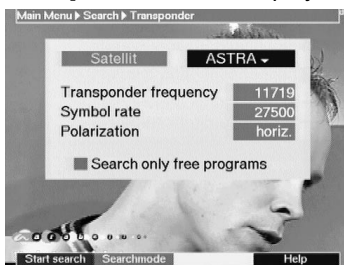 Main Menu Search Transponder
Satellit ASTRA
Transponder frequency 11719
Symbol rate 27500
Polarization horiz.
Search only free programs
Start search Searchmode Help